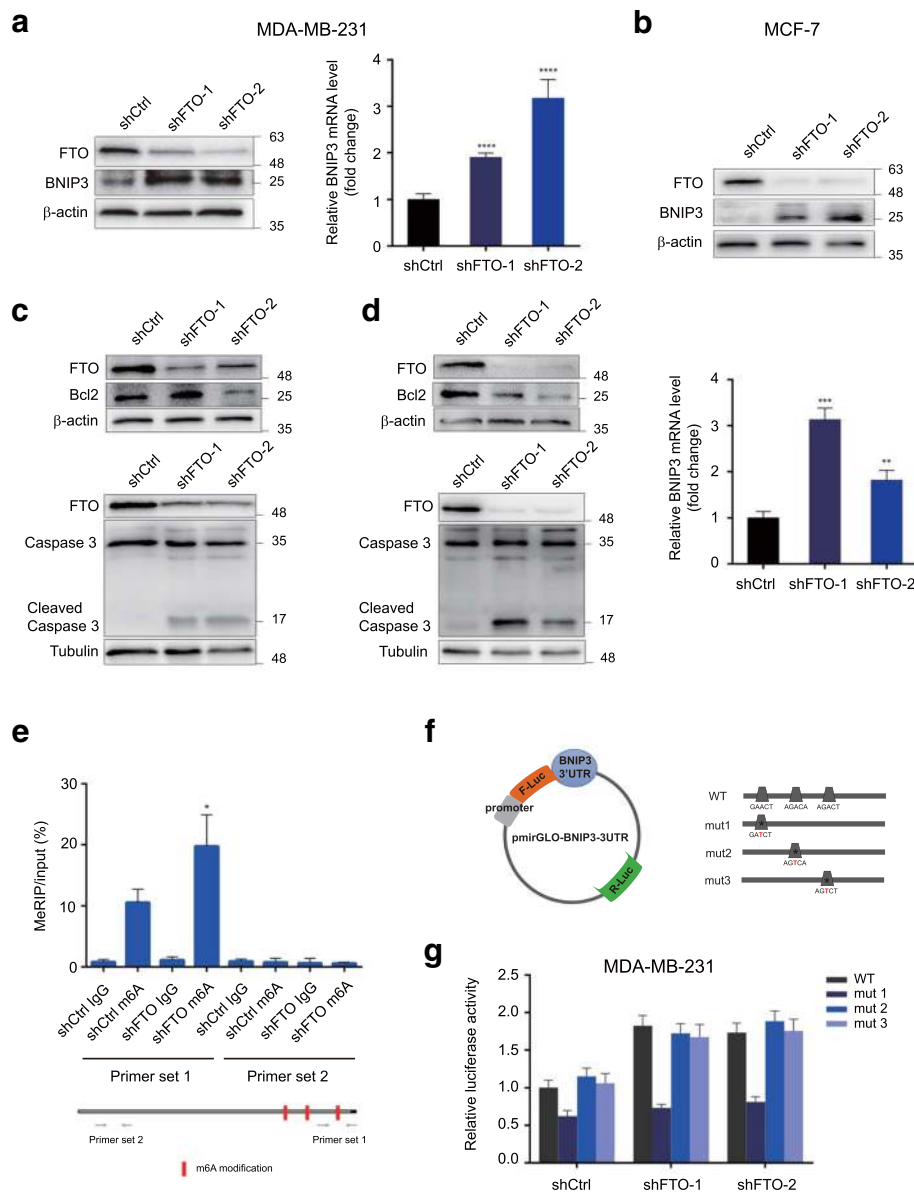 a
MDA-MB-231
shCtrl
shFTO-1
shFTO-2
FTO
BNIP3
β-actin
63
48
25
35
Relative BNIP3 mRNA level
(fold change)
4
3
2
1
0
****
****
shCtrl
shFTO-1
shFTO-2
b
MCF-7
shCtrl
shFTO-1
shFTO-2
FTO
BNIP3
β-actin
63
48
25
35
Relative BNIP3 mRNA level
(fold change)
4
3
2
1
0
***
**
shCtrl
shFTO-1
shFTO-2
c
shCtrl
shFTO-1
shFTO-2
FTO
Bcl2
β-actin
48
25
35
shCtrl
shFTO-1
shFTO-2
FTO
Caspase 3
Cleaved
Caspase 3
Tubulin
48
35
17
48
d
shCtrl
shFTO-1
shFTO-2
FTO
Bcl2
β-actin
48
25
35
shCtrl
shFTO-1
shFTO-2
FTO
Caspase 3
Cleaved
Caspase 3
Tubulin
48
35
17
48
e
MeRIP/input (%)
30
20
10
0
*
shCtrl IgG
shCtrl m6A
shFTO IgG
shFTO m6A
shCtrl IgG
shCtrl m6A
shFTO IgG
shFTO m6A
Primer set 1
Primer set 2
Primer set 2
Primer set 1
m6A modification
f
BNIP3
3'UTR
F-Luc
promoter
pmirGLO-BNIP3-3UTR
R-Luc
WT
GAACT
AGACA
AGACT
mut1
*
GATCT
mut2
*
AGTCA
mut3
*
AGTCT
g
MDA-MB-231
Relative luciferase activity
2.5
2.0
1.5
1.0
0.5
0.0
WT
mut 1
mut 2
mut 3
shCtrl
shFTO-1
shFTO-2